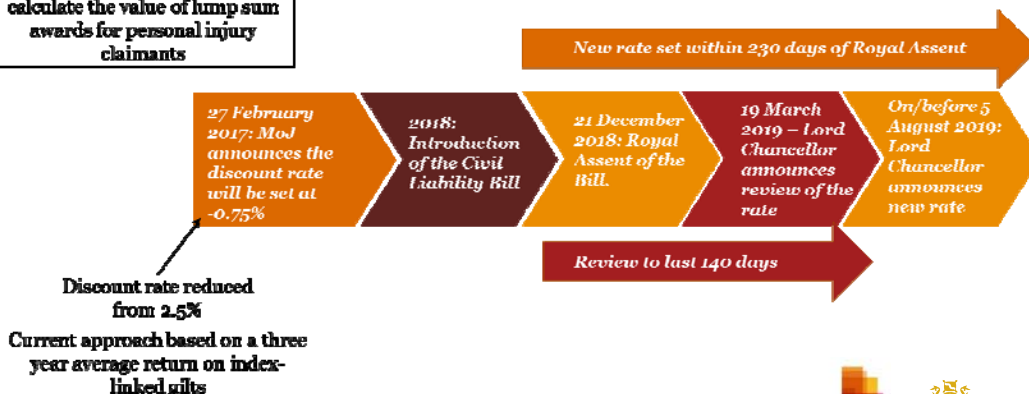 calculate the value of lump sum
awards for personal injury
claimants
New rate set within 230 days of Royal Assent
27 February
2017: MoJ
announces the
discount rate
will be set at
-0.75%
2018:
Introduction
of the Civil
Liability Bill
21 December
2018: Royal
Assent of the
Bill.
19 March
2019 – Lord
Chancellor
announces
review of the
rate
On/before 5
August 2019:
Lord
Chancellor
announces
new rate
Review to last 140 days
Discount rate reduced
from 2.5%
Current approach based on a three
year average return on index-
linked gilts